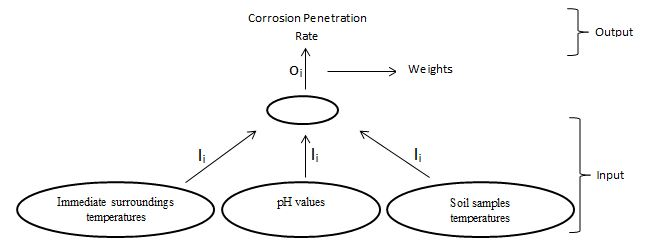 Corrosion Penetration
Rate
Output
Oi
Weights
Ii
Ii
Ii
Input
Immediate surroundings
temperatures
pH values
Soil samples
temperatures